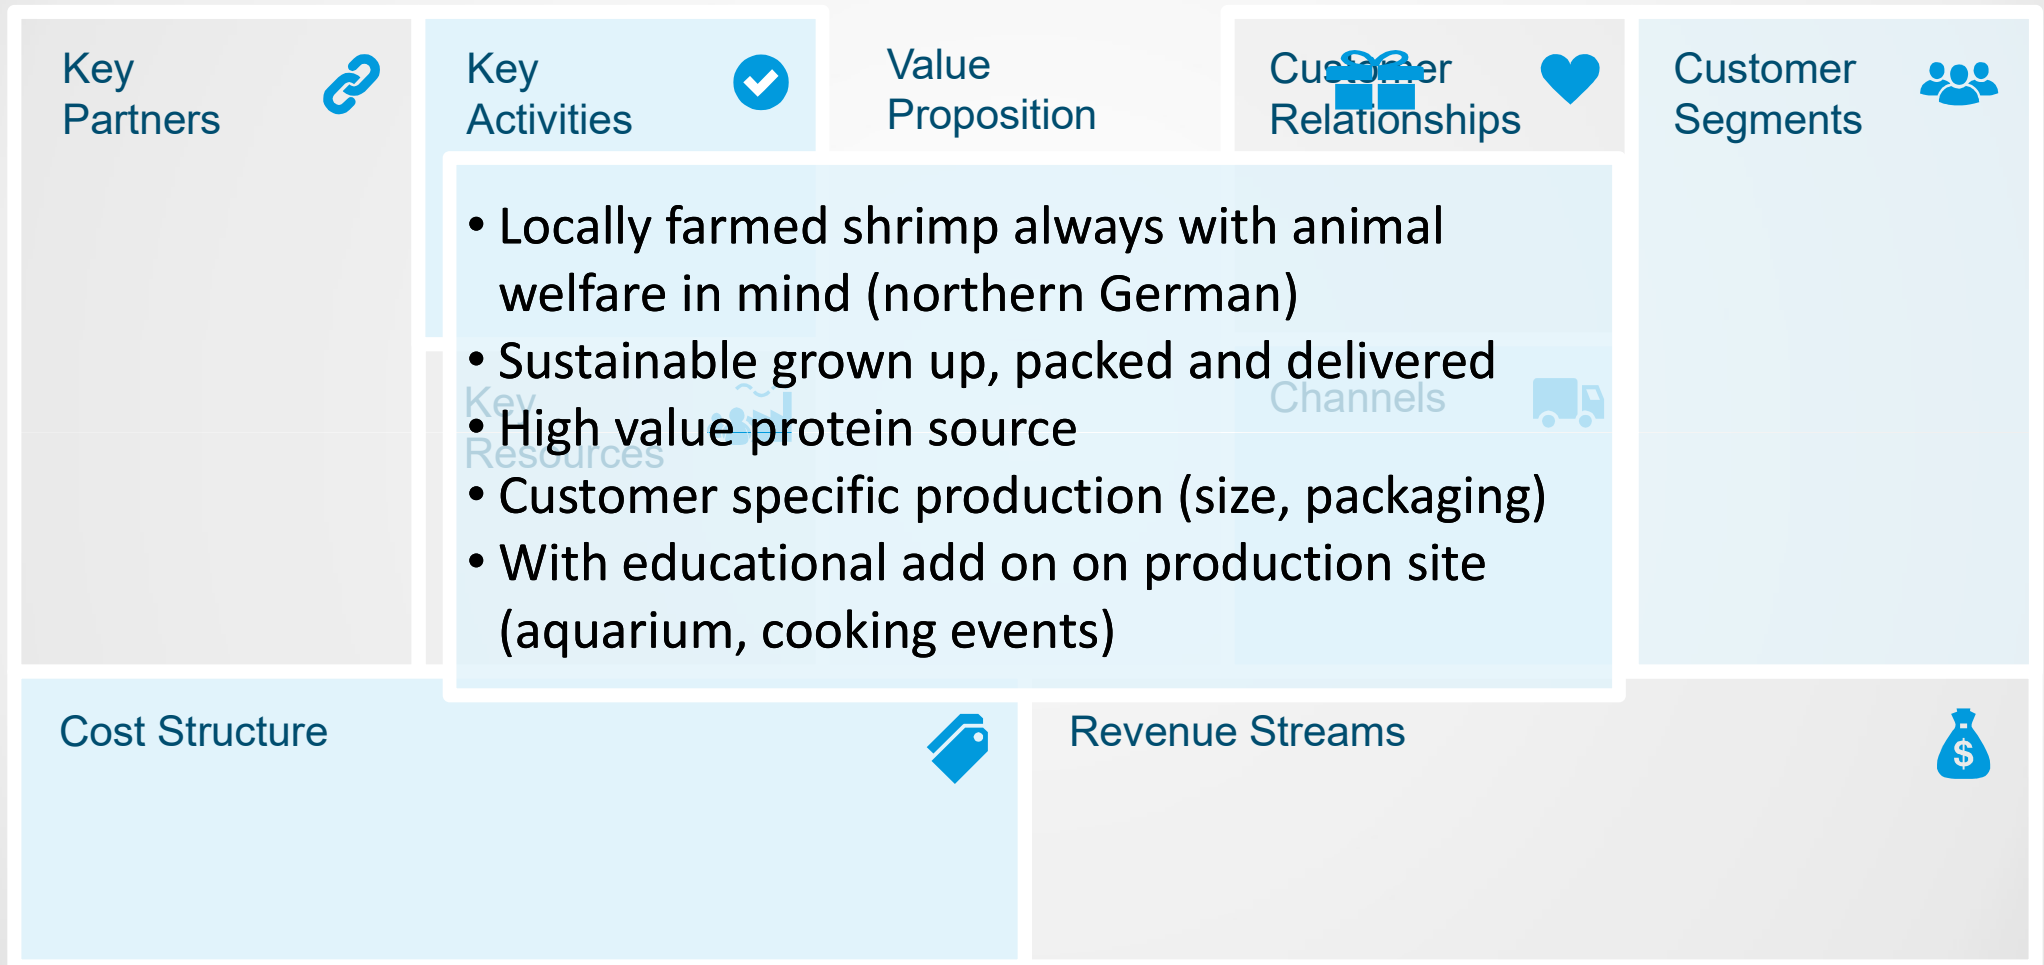 Key
Partners
Key
Activities
Value
Proposition
Customer
Relationships
Customer
Segments
• Locally farmed shrimp always with animal
welfare in mind (northern German)
• Sustainable grown up, packed and delivered
• High value protein source
• Customer specific production (size, packaging)
• With educational add on on production site
(aquarium, cooking events)
Key
Resources
Channels
Cost Structure
Revenue Streams
$